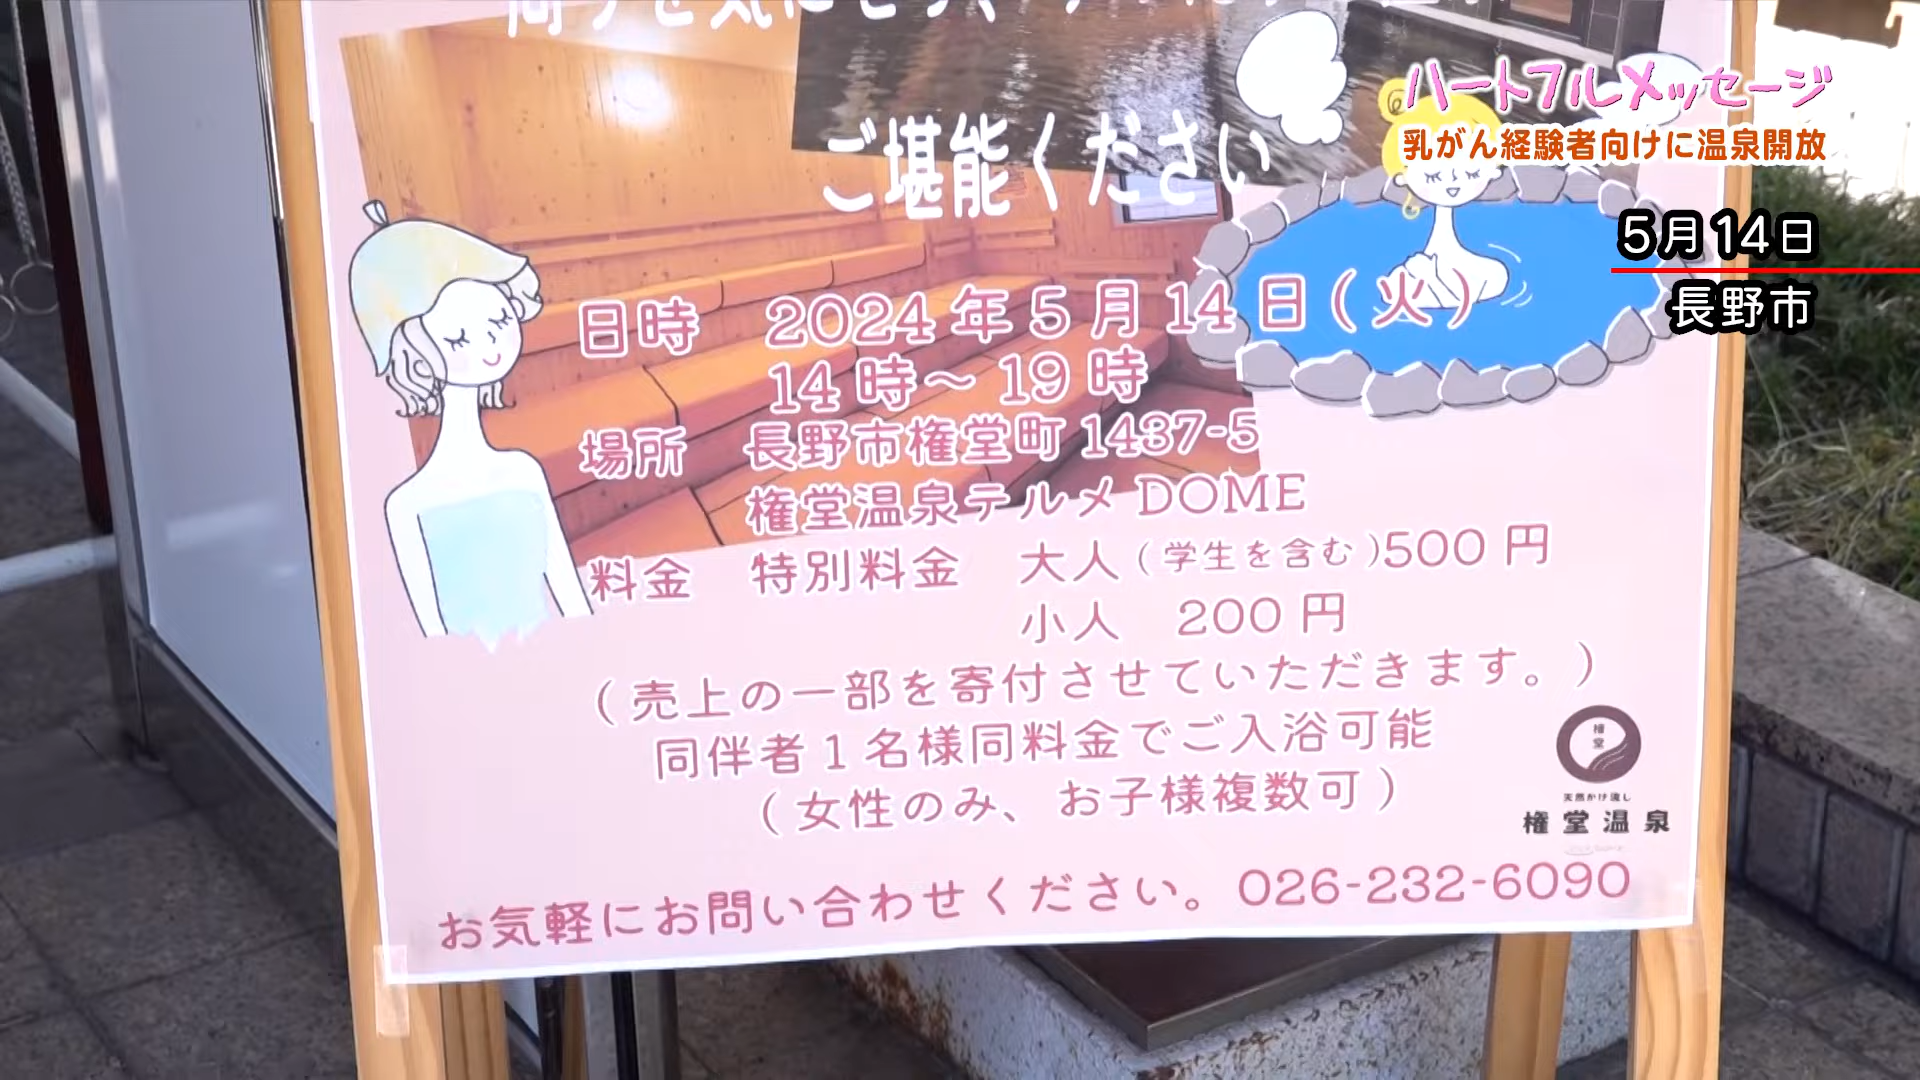 ハートフルメッセージ
乳がん経験者向けに温泉開放
5月14日
長野市
ご堪能ください
日時 2024年5月14日(火)
14時～19時
場所 長野市権堂町1437-5
権堂温泉テルメDOME
料金 特別料金 大人(学生を含む)500円
小人 200円
(売上の一部を寄付させていただきます。)
同伴者1名様同料金でご入浴可能
(女性のみ、お子様複数可)
権堂
天然かけ流し
権堂温泉
お気軽にお問い合わせください。026-232-6090